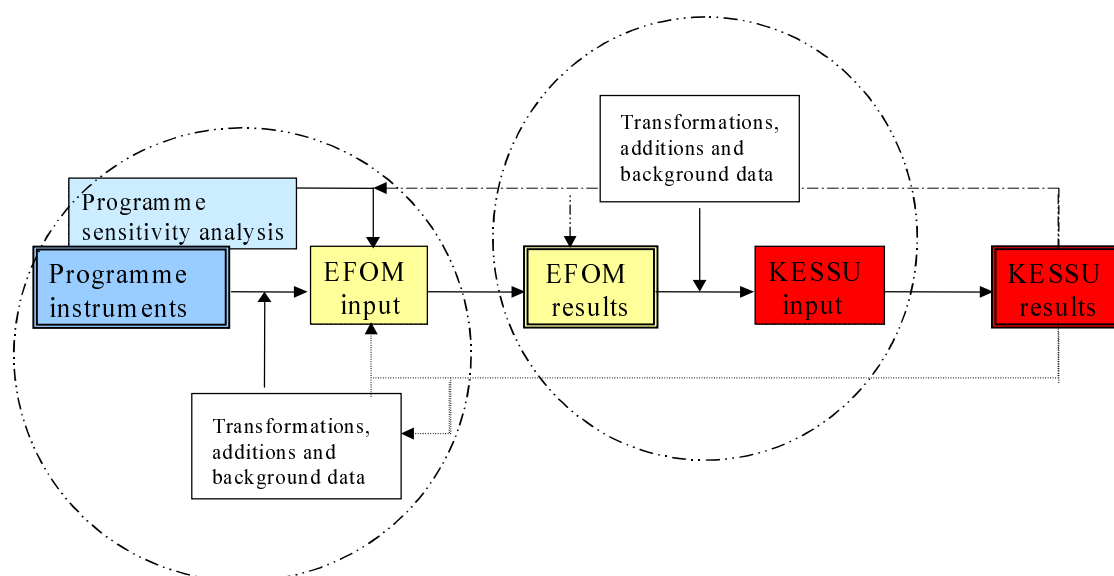 Transformations,
additions and
background data
Programme
sensitivity analysis
Programme
instruments
EFOM
input
EFOM
results
KESSU
input
KESSU
results
Transformations,
additions and
background data